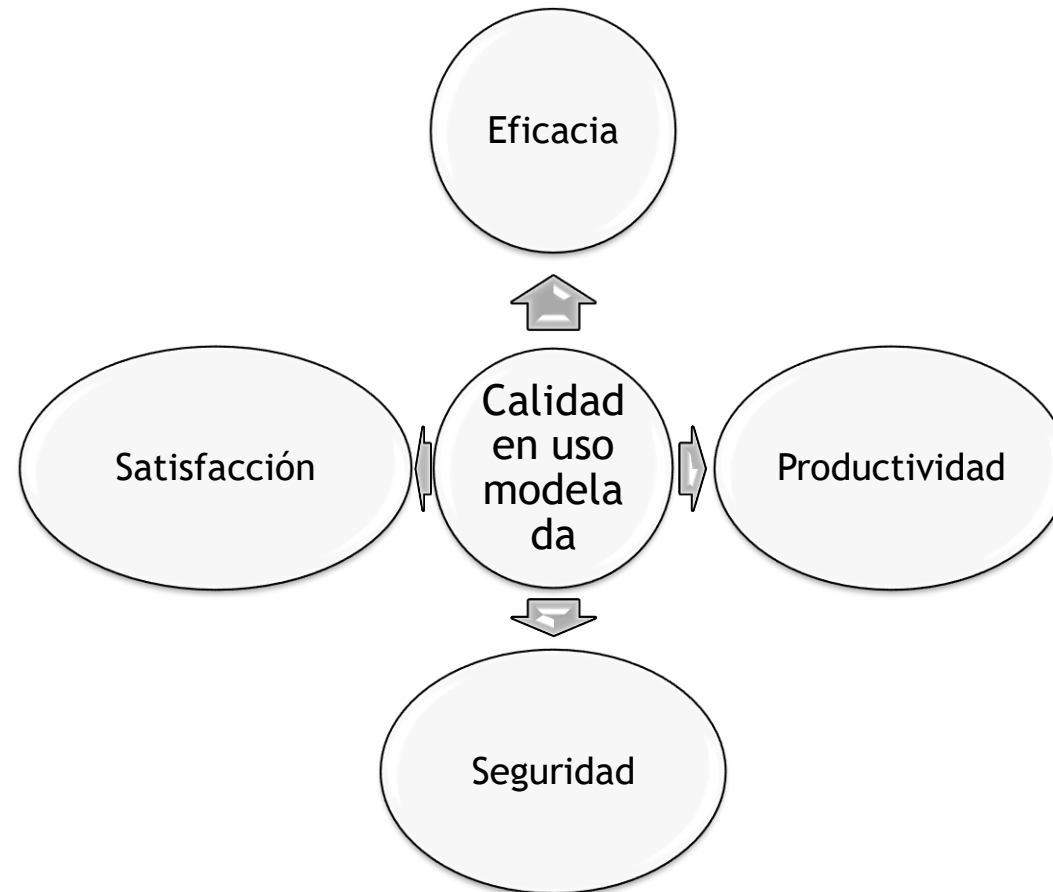 Eficacia
Satisfacción
Calidad
en uso
modela
da
Productividad
Seguridad